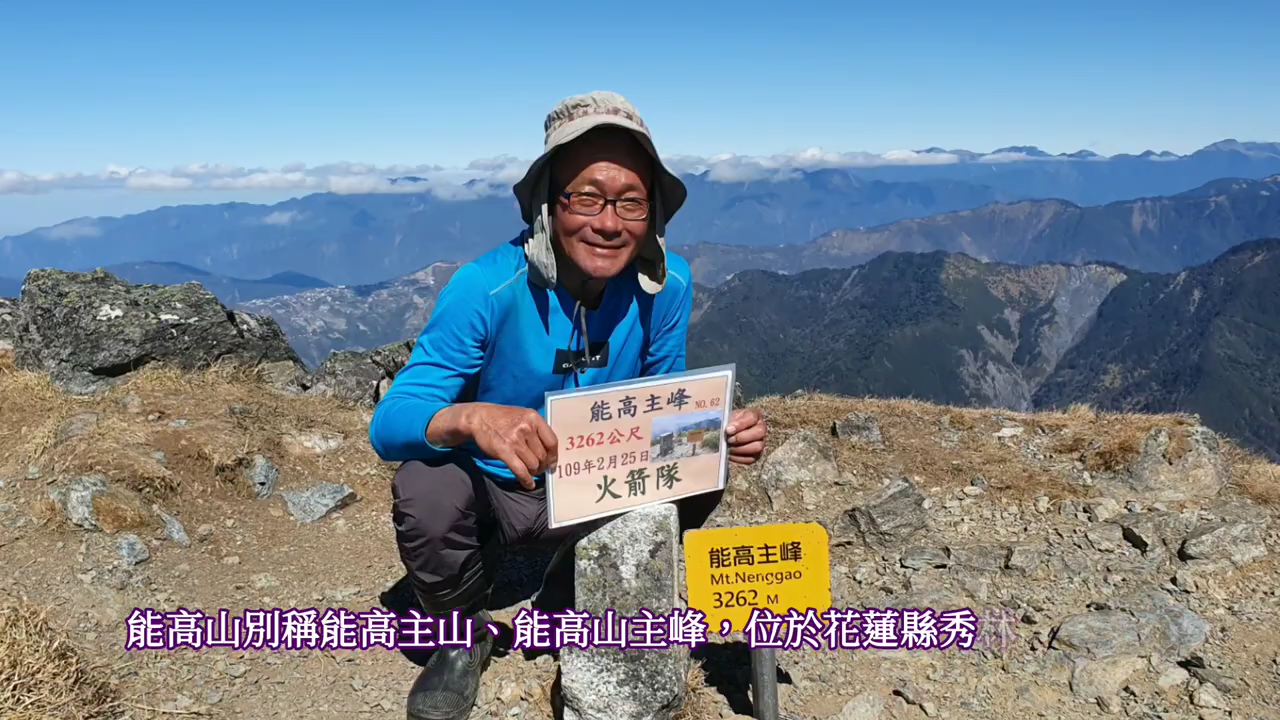 能高主峰 NO. 62
3262公尺
109年2月25日
火箭隊
能高主峰
Mt.Nenggao
3262 M
能高山別稱能高主山、能高山主峰，位於花蓮縣秀林